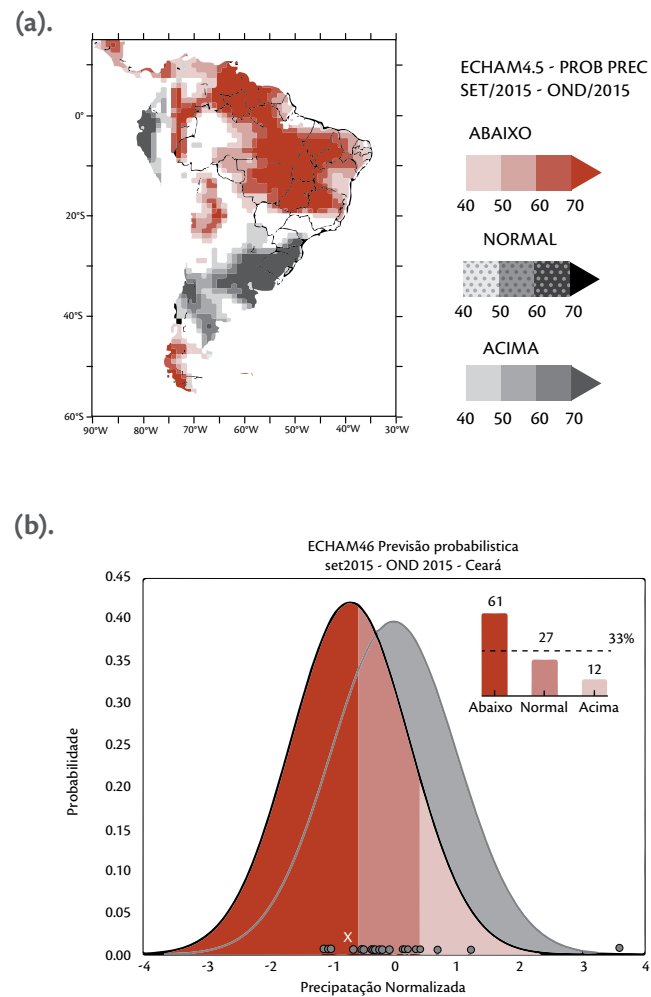 (a).
ECHAM4.5 - PROB PREC
SET/2015 - OND/2015
ABAIXO
40 50 60 70
NORMAL
40 50 60 70
ACIMA
40 50 60 70
0°
20°S
40°S
60°S
90°W 80°W 70°W 60°W 50°W 40°W 30°W
(b).
ECHAM46 Previsão probabilistica
set2015 - OND 2015 - Ceará
0.45
0.40
0.35
0.30
0.25
0.20
0.15
0.10
0.05
0.00
Probabilidade
61
27
12
33%
Abaixo Normal Acima
X
-4 -3 -2 -1 0 1 2 3 4
Precipatação Normalizada